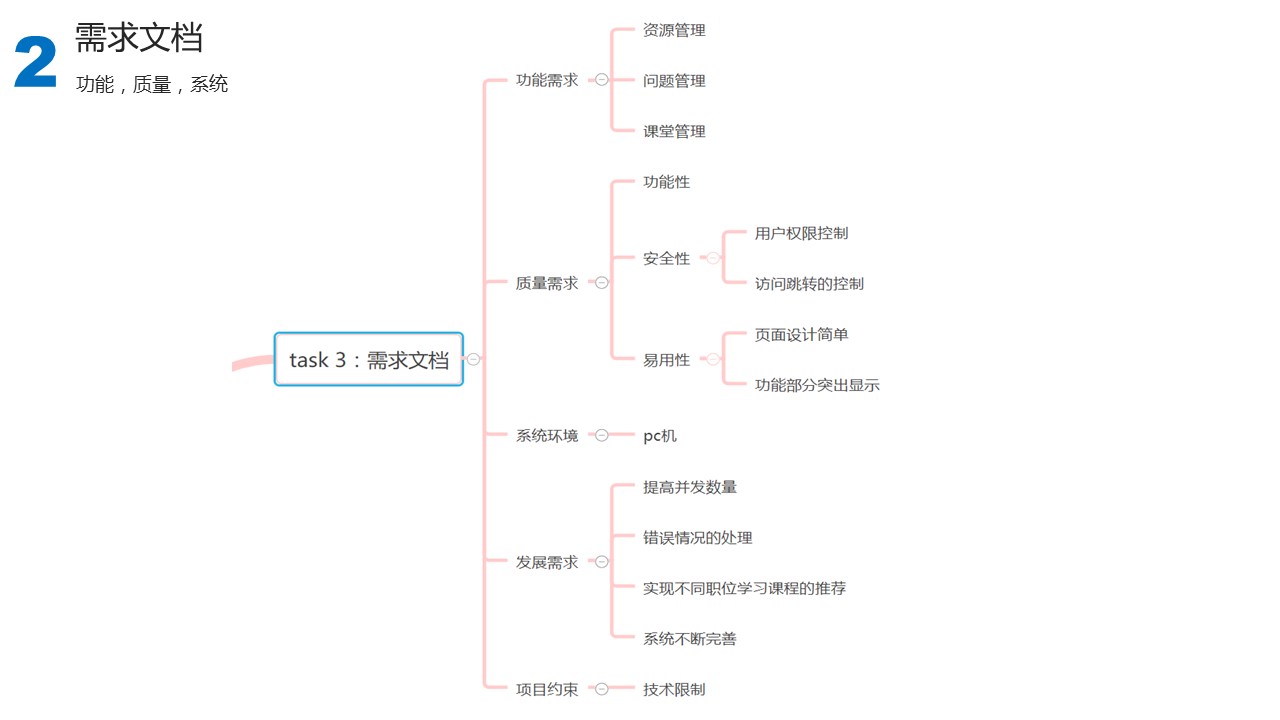 2
需求文档
功能，质量，系统
task 3：需求文档
功能需求
资源管理
问题管理
课堂管理
质量需求
功能性
安全性
用户权限控制
访问跳转的控制
易用性
页面设计简单
功能部分突出显示
系统环境
pc机
发展需求
提高并发数量
错误情况的处理
实现不同职位学习课程的推荐
系统不断完善
项目约束
技术限制